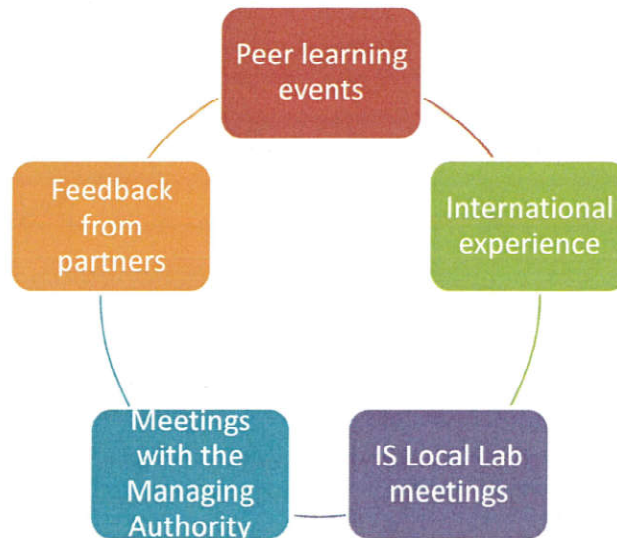 Peer learning
events
International
experience
IS Local Lab
meetings
Meetings
with the
Managing
Authority
Feedback
from
partners